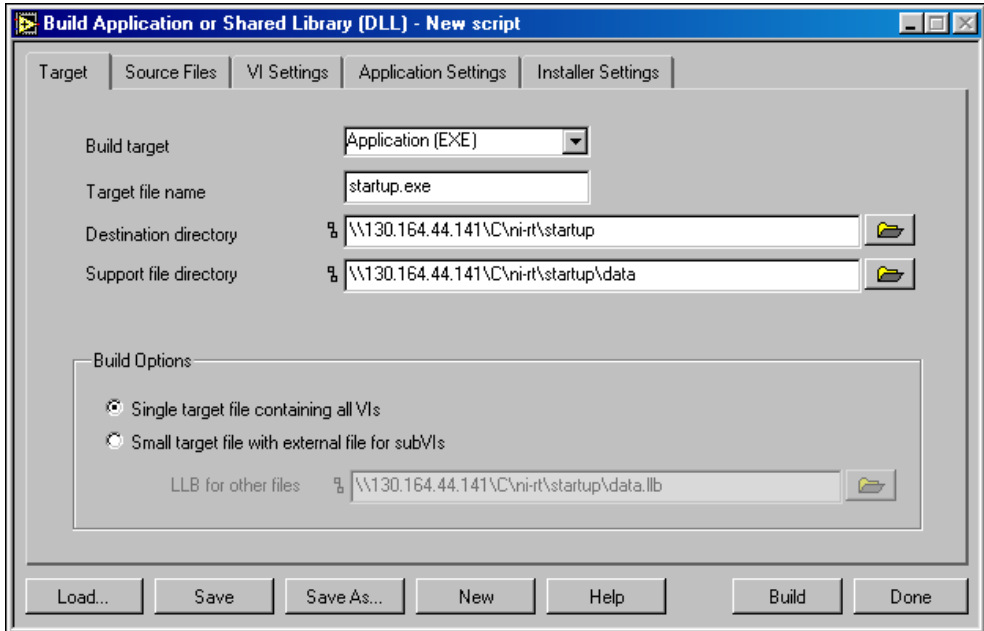 Build Application or Shared Library (DLL) - New script
Target Source Files VI Settings Application Settings Installer Settings
Build target Application (EXE)
Target file name startup.exe
Destination directory \\130.164.44.141\C\ni-rt\startup
Support file directory \\130.164.44.141\C\ni-rt\startup\data
Build Options
Single target file containing all VIs
Small target file with external file for subVIs
LLB for other files \\130.164.44.141\C\ni-rt\startup\data.llb
Load... Save Save As... New Help Build Done